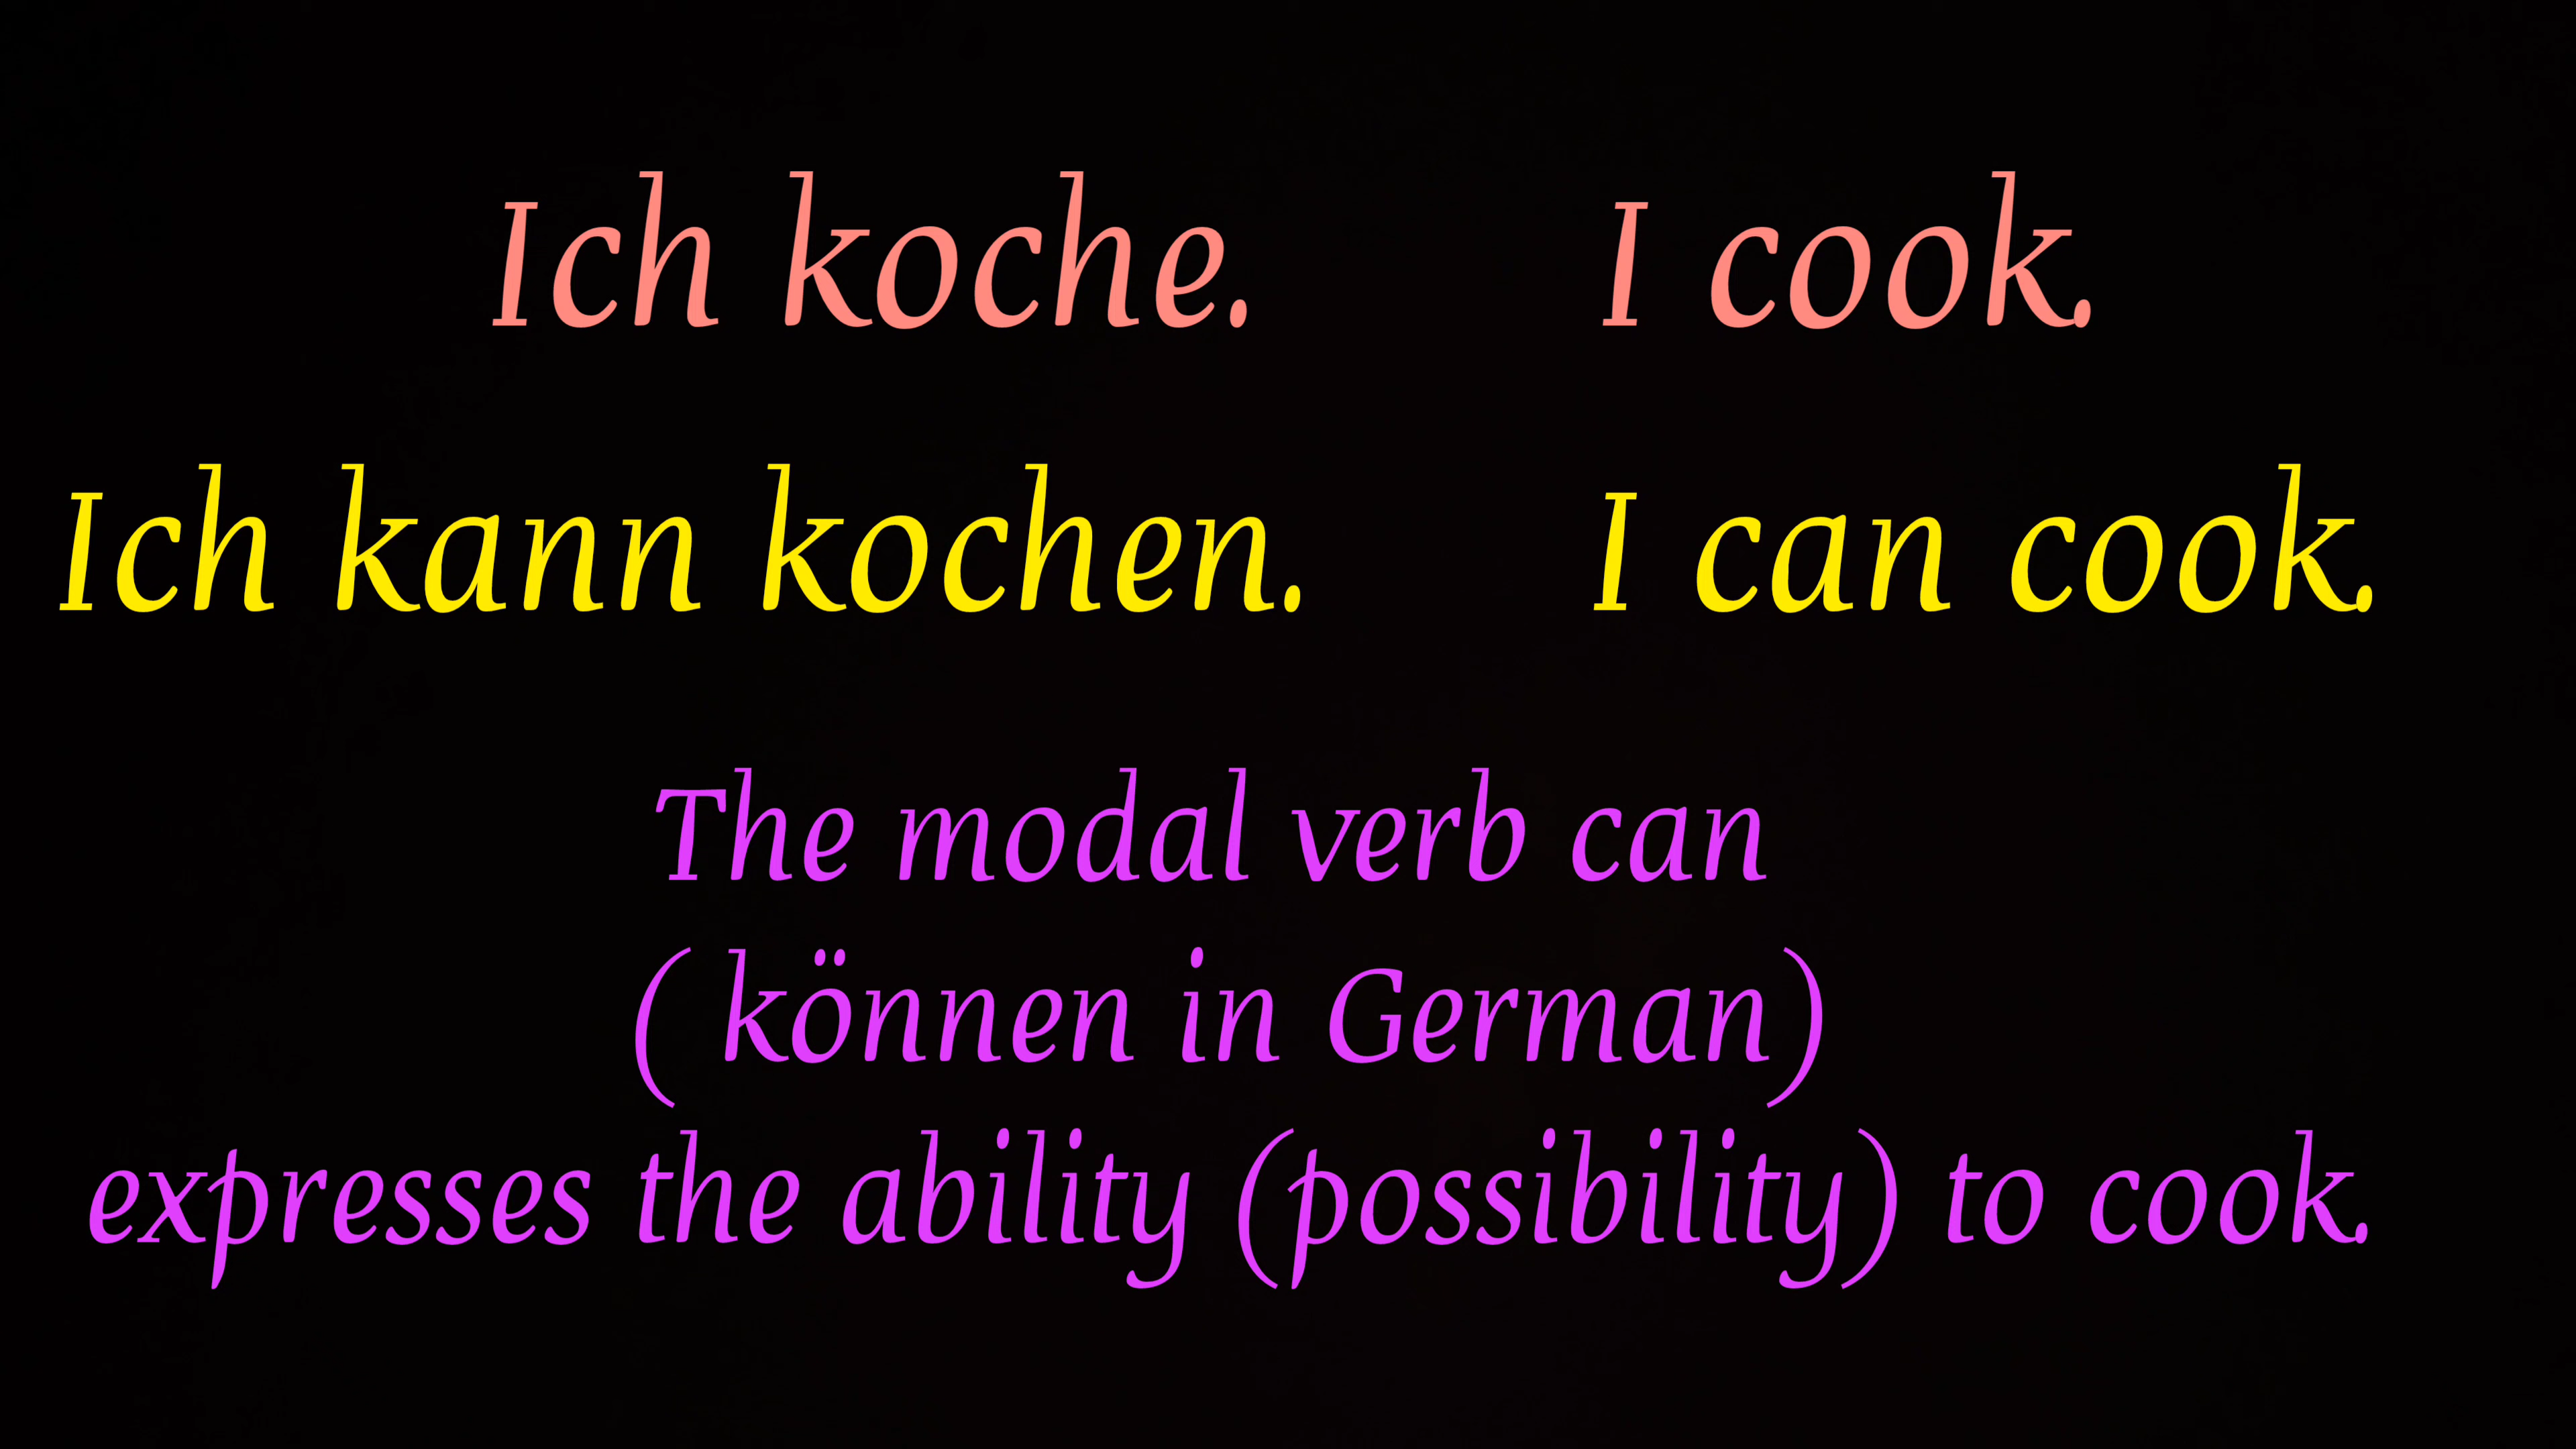 Ich koche. I cook.
Ich kann kochen. I can cook.
The modal verb can
( können in German)
expresses the ability (possibility) to cook.